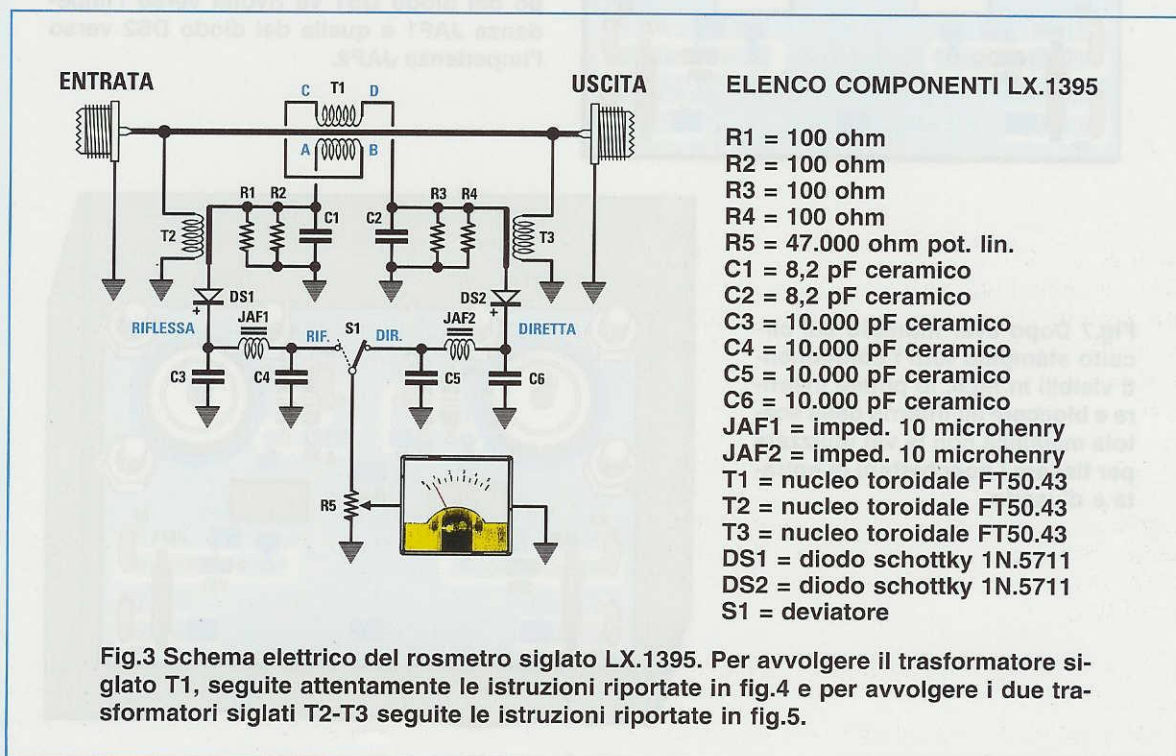 ENTRATA
C T1 D
USCITA
A B
R1 R2
C1
C2
R3 R4
T2
T3
DS1
+
DS2
+
RIFLESSA
JAF1
RIF.
S1
DIR.
JAF2
DIRETTA
C3
C4
C5
C6
R5
ELENCO COMPONENTI LX.1395
R1 = 100 ohm
R2 = 100 ohm
R3 = 100 ohm
R4 = 100 ohm
R5 = 47.000 ohm pot. lin.
C1 = 8,2 pF ceramico
C2 = 8,2 pF ceramico
C3 = 10.000 pF ceramico
C4 = 10.000 pF ceramico
C5 = 10.000 pF ceramico
C6 = 10.000 pF ceramico
JAF1 = imped. 10 microhenry
JAF2 = imped. 10 microhenry
T1 = nucleo toroidale FT50.43
T2 = nucleo toroidale FT50.43
T3 = nucleo toroidale FT50.43
DS1 = diodo schottky 1N.5711
DS2 = diodo schottky 1N.5711
S1 = deviatore
Fig.3 Schema elettrico del rosmetro siglato LX.1395. Per avvolgere il trasformatore si-
glato T1, seguite attentamente le istruzioni riportate in fig.4 e per avvolgere i due tra-
sformatori siglati T2-T3 seguite le istruzioni riportate in fig.5.